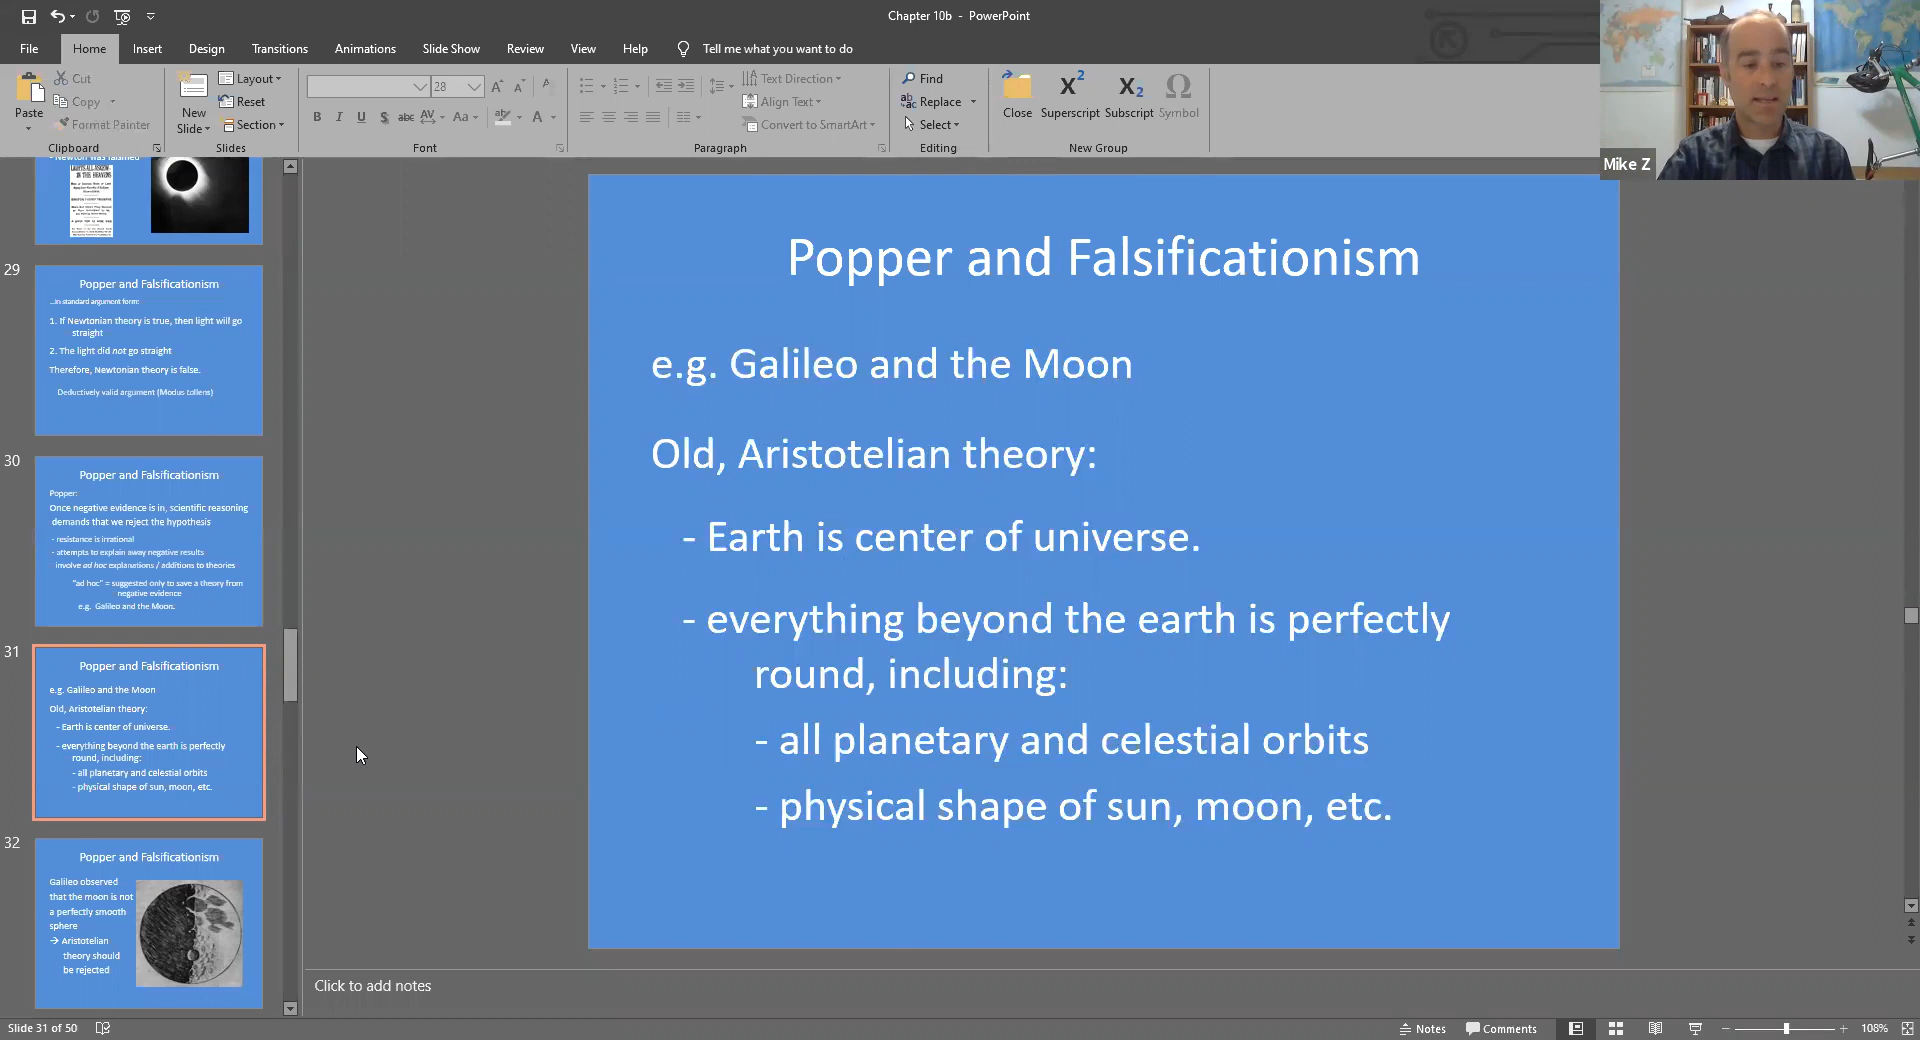 Chapter 10b - PowerPoint
File Home Insert Design Transitions Animations Slide Show Review View Help Tell me what you want to do
Paste
Cut
Copy
Format Painter
Clipboard
New
Slide
Layout
Reset
Section
Slides
28
B I U S abc AV Aa A
Font
Text Direction
Align Text
Convert to SmartArt
Paragraph
Find
Replace
Select
Editing
Close
X² Superscript
X₂ Subscript
Ω Symbol
New Group
Mike Z
- Newton was falsified
29
Popper and Falsificationism
...in standard argument form:
1. If Newtonian theory is true, then light will go
straight
2. The light did not go straight
Therefore, Newtonian theory is false.
Deductively valid argument (Modus tollens)
30
Popper and Falsificationism
Popper:
Once negative evidence is in, scientific reasoning
demands that we reject the hypothesis
- resistance is irrational
- attempts to explain away negative results
involve ad hoc explanations / additions to theories
"ad hoc" = suggested only to save a theory from
negative evidence
e.g. Galileo and the Moon.
31
Popper and Falsificationism
e.g. Galileo and the Moon
Old, Aristotelian theory:
- Earth is center of universe.
- everything beyond the earth is perfectly
round, including:
- all planetary and celestial orbits
- physical shape of sun, moon, etc.
32
Popper and Falsificationism
Galileo observed
that the moon is not
a perfectly smooth
sphere
→ Aristotelian
theory should
be rejected
Popper and Falsificationism
e.g. Galileo and the Moon
Old, Aristotelian theory:
- Earth is center of universe.
- everything beyond the earth is perfectly
round, including:
- all planetary and celestial orbits
- physical shape of sun, moon, etc.
Click to add notes
Slide 31 of 50
Notes Comments 108%